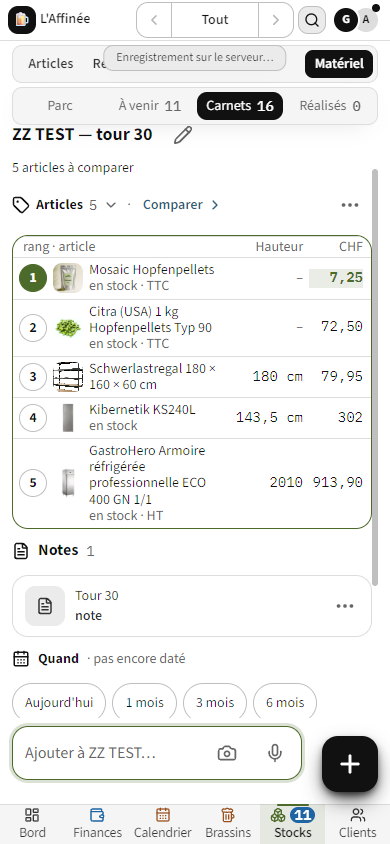 L'Affinée
Tout
G
A
Articles
Enregistrement sur le serveur…
Matériel
Parc
À venir 11
Carnets 16
Réalisés 0
ZZ TEST — tour 30
5 articles à comparer
Articles 5 · Comparer
rang · article Hauteur CHF
1 Mosaic Hopfenpellets – 7,25
en stock · TTC
2 Citra (USA) 1 kg – 72,50
Hopfenpellets Typ 90
en stock · TTC
3 Schwerlastregal 180 × 180 cm 79,95
160 × 60 cm
4 Kibernetik KS240L 143,5 cm 302
en stock · TTC
5 GastroHero Armoire 2010 913,90
réfrigérée
professionnelle ECO
400 GN 1/1
en stock · HT
Notes 1
Tour 30
note
Quand · pas encore daté
Aujourd'hui
1 mois
3 mois
6 mois
Ajouter à ZZ TEST…
Bord
Finances
Calendrier
Brassins
11
Stocks
Clients